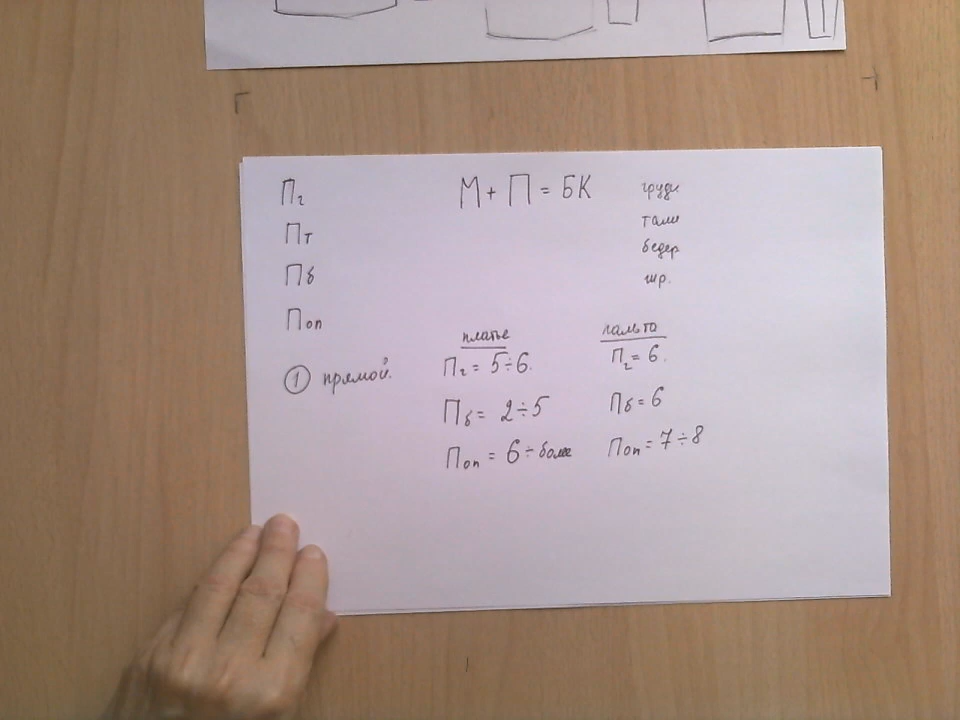 Пг
Пт
Пб
Поп
М + П = БК
груди
талии
бедер
шр.
① прямой.
платье
Пг = 5÷6.
Пб = 2÷5
Поп = 6÷более
пальто
Пг = 6.
Пб = 6
Поп = 7÷8